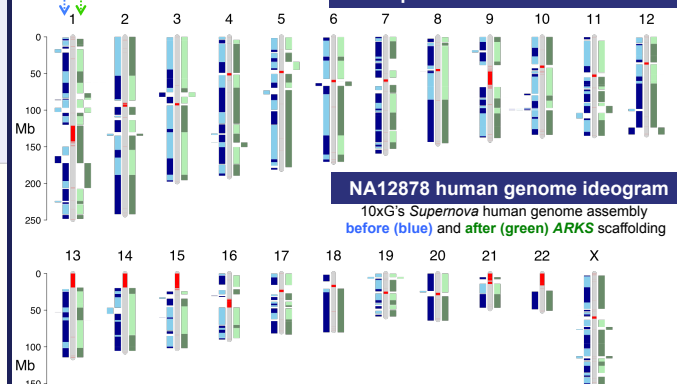 1 2 3 4 5 6 7 8 9 10 11 12
0
50
100
Mb
150
200
250
NA12878 human genome ideogram
10xG's Supernova human genome assembly
before (blue) and after (green) ARKS scaffolding
13 14 15 16 17 18 19 20 21 22 X
0
50
100
Mb
150